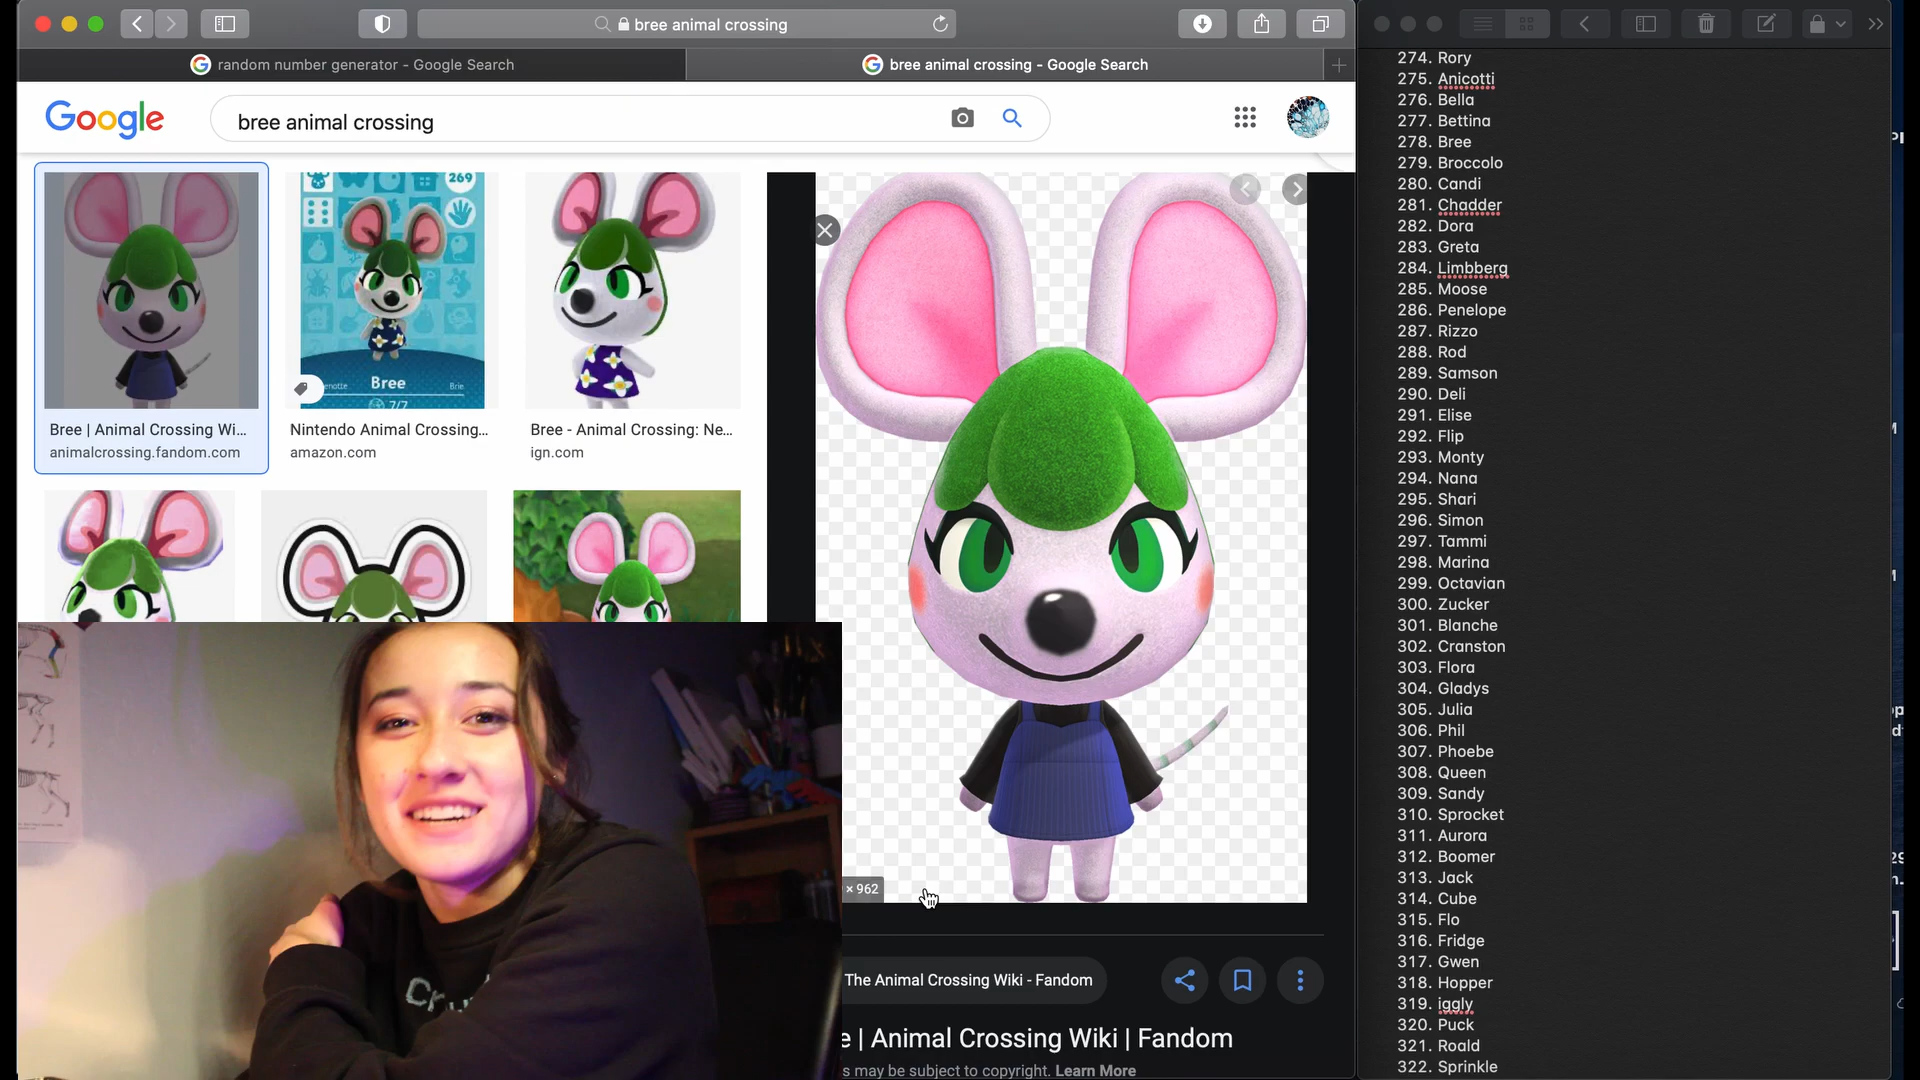 bree animal crossing
random number generator - Google Search
bree animal crossing - Google Search
Google
bree animal crossing
269
Bree
Brie
7/7
Bree | Animal Crossing Wi...
animalcrossing.fandom.com
Nintendo Animal Crossing...
amazon.com
Bree - Animal Crossing: Ne...
ign.com
× 962
The Animal Crossing Wiki - Fandom
e | Animal Crossing Wiki | Fandom
s may be subject to copyright. Learn More
274. Rory
275. Anicotti
276. Bella
277. Bettina
278. Bree
279. Broccolo
280. Candi
281. Chadder
282. Dora
283. Greta
284. Limbberg
285. Moose
286. Penelope
287. Rizzo
288. Rod
289. Samson
290. Deli
291. Elise
292. Flip
293. Monty
294. Nana
295. Shari
296. Simon
297. Tammi
298. Marina
299. Octavian
300. Zucker
301. Blanche
302. Cranston
303. Flora
304. Gladys
305. Julia
306. Phil
307. Phoebe
308. Queen
309. Sandy
310. Sprocket
311. Aurora
312. Boomer
313. Jack
314. Cube
315. Flo
316. Fridge
317. Gwen
318. Hopper
319. iggly
320. Puck
321. Roald
322. Sprinkle